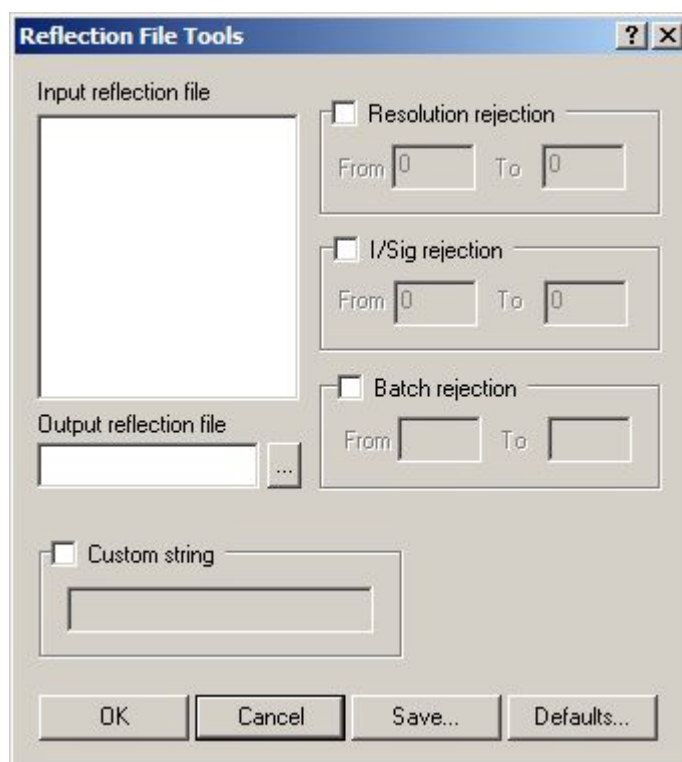 Reflection File Tools
Input reflection file
Resolution rejection
From 0 To 0
I/Sig rejection
From 0 To 0
Batch rejection
From To
Output reflection file
...
Custom string
OK Cancel Save... Defaults...